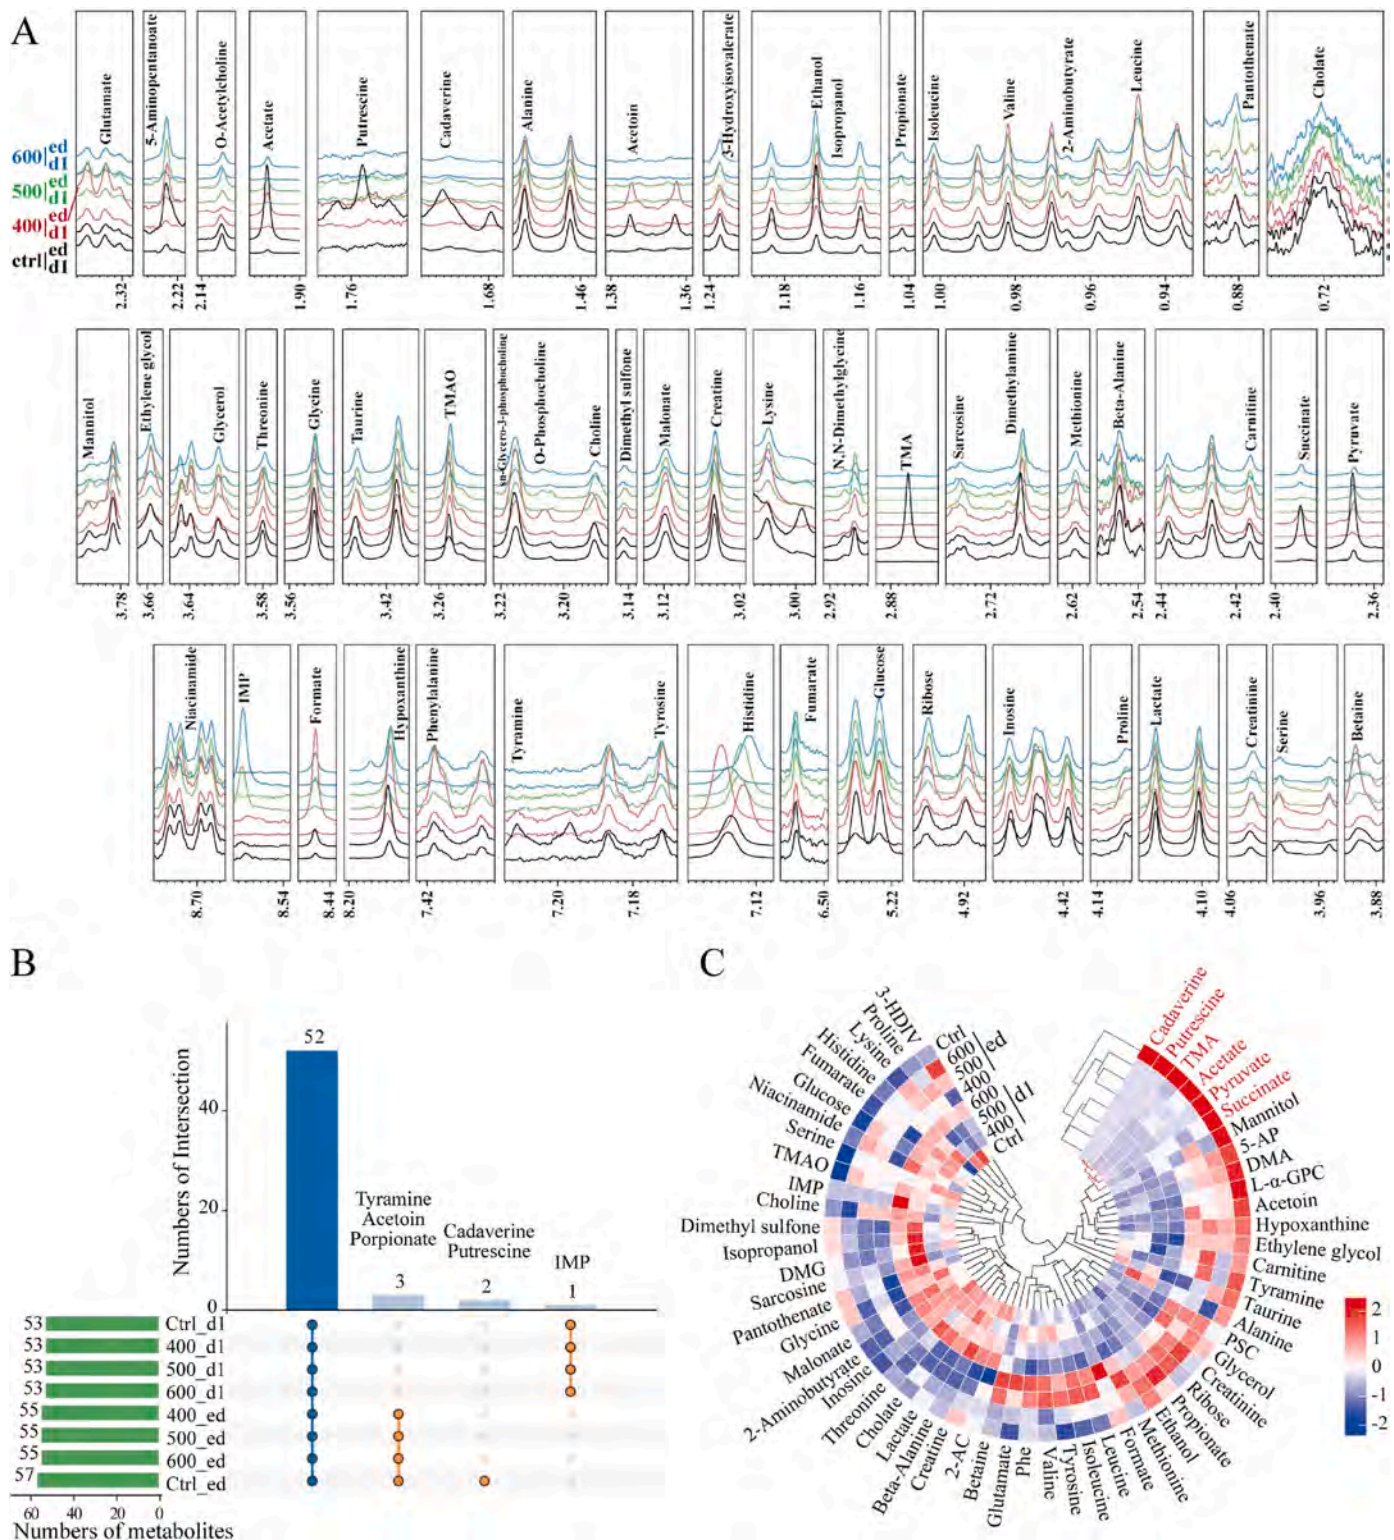 A
Glutamate
5-Aminopentanoate
O-Acetylcholine
Acetate
Putrescine
Cadaverine
Alanine
Acetoin
3-Hydroxyisovalerate
Ethanol
Isopropanol
Propionate
Isoleucine
Valine
2-Aminobutyrate
Leucine
Pantothenate
Cholate
600 ed d1
500 ed d1
400 ed d1
ctrl ed d1
2.32 2.22 2.14 1.90 1.76 1.68 1.46 1.38 1.36 1.24 1.18 1.16 1.04 1.00 0.98 0.96 0.94 0.88 0.72
Mannitol
Ethylene glycol
Glycerol
Threonine
Glycine
Taurine
TMAO
sn-Glycero-3-phosphocholine
O-Phosphocholine
Choline
Dimethyl sulfone
Malonate
Creatine
Lysine
N,N-Dimethylglycine
TMA
Sarcosine
Dimethylamine
Methionine
Beta-Alanine
Carnitine
Succinate
Pyruvate
3.78 3.66 3.64 3.58 3.56 3.42 3.26 3.22 3.20 3.14 3.12 3.02 3.00 2.92 2.88 2.72 2.62 2.54 2.44 2.42 2.40 2.36
Niacinamide
IMP
Formate
Hypoxanthine
Phenylalanine
Tyramine
Tyrosine
Histidine
Fumarate
Glucose
Ribose
Inosine
Proline
Lactate
Creatinine
Serine
Betaine
8.70 8.54 8.44 8.20 7.42 7.20 7.18 7.12 6.50 5.22 4.92 4.42 4.14 4.10 4.06 3.96 3.88
B
Numbers of Intersection
40
20
0
52
Tyramine
Acetoin
Porpionate
3
Cadaverine
Putrescine
2
IMP
1
53 Ctrl_d1
53 400_d1
53 500_d1
53 600_d1
55 400_ed
55 500_ed
55 600_ed
57 Ctrl_ed
60 40 20 0
Numbers of metabolites
C
Cadaverine
Putrescine
TMA
Acetate
Pyruvate
Succinate
Mannitol
5-AP
DMA
L-α-GPC
Acetoin
Hypoxanthine
Ethylene glycol
Carnitine
Tyramine
Taurine
Alanine
PSC
Glycerol
Creatinine
Ribose
Propionate
Ethanol
Methionine
Formate
Leucine
Isoleucine
Tyrosine
Valine
Phe
Glutamate
Betaine
2-AC
Creatine
Beta-Alanine
Lactate
Cholate
Threonine
Inosine
2-Aminobutyrate
Malonate
Glycine
Pantothenate
Sarcosine
DMG
Isopropanol
Dimethyl sulfone
Choline
IMP
TMAO
Serine
Niacinamide
Glucose
Fumarate
Histidine
Lysine
Proline
3-HDIV
Ctrl
600
500
400
ed
600
500
400
d1
Ctrl
2
1
0
-1
-2